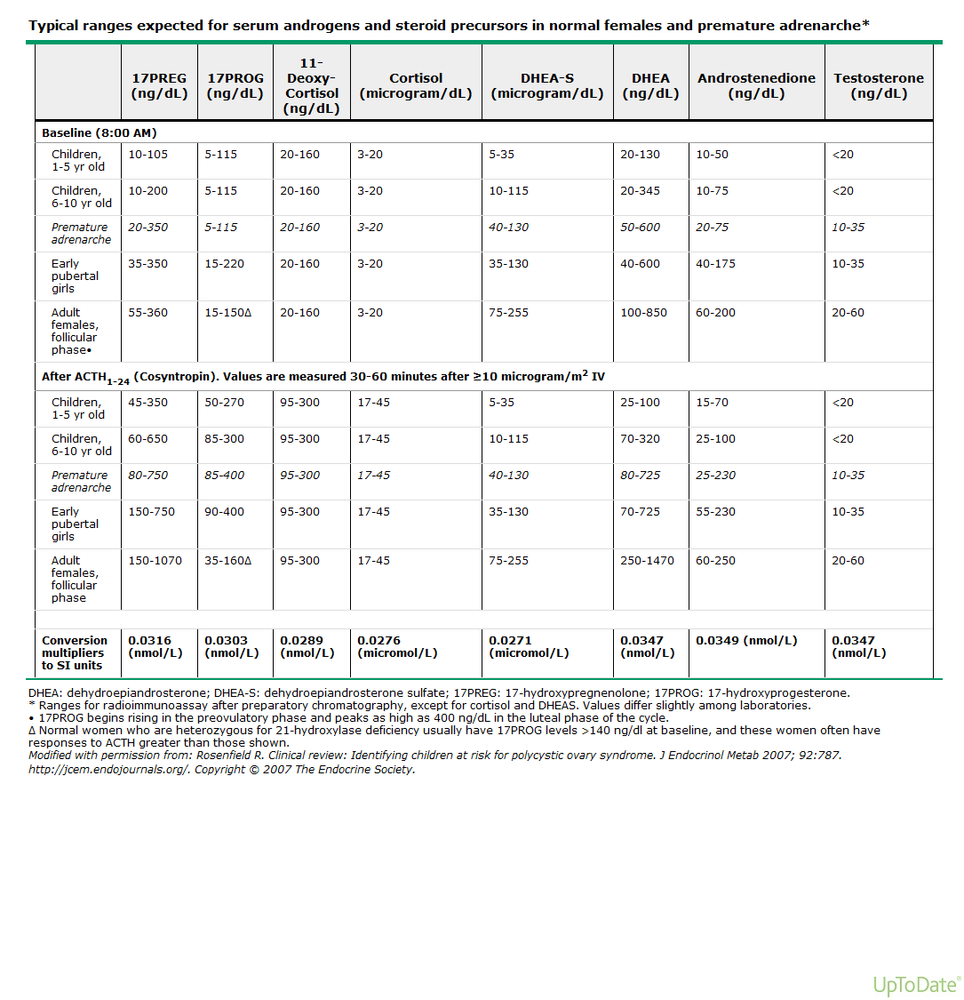 Typical ranges expected for serum androgens and steroid precursors in normal females and premature adrenarche*
17PREG (ng/dL) 17PROG (ng/dL) 11-Deoxy-Cortisol (ng/dL) Cortisol (microgram/dL) DHEA-S (microgram/dL) DHEA (ng/dL) Androstenedione (ng/dL) Testosterone (ng/dL)
Baseline (8:00 AM)
Children, 1-5 yr old 10-105 5-115 20-160 3-20 5-35 20-130 10-50 <20
Children, 6-10 yr old 10-200 5-115 20-160 3-20 10-115 20-345 10-75 <20
Premature adrenarche 20-350 5-115 20-160 3-20 40-130 50-600 20-75 10-35
Early pubertal girls 35-350 15-220 20-160 3-20 35-130 40-600 40-175 10-35
Adult females, follicular phase• 55-360 15-150Δ 20-160 3-20 75-255 100-850 60-200 20-60
After ACTH1-24 (Cosyntropin). Values are measured 30-60 minutes after ≥10 microgram/m2 IV
Children, 1-5 yr old 45-350 50-270 95-300 17-45 5-35 25-100 15-70 <20
Children, 6-10 yr old 60-650 85-300 95-300 17-45 10-115 70-320 25-100 <20
Premature adrenarche 80-750 85-400 95-300 17-45 40-130 80-725 25-230 10-35
Early pubertal girls 150-750 90-400 95-300 17-45 35-130 70-725 55-230 10-35
Adult females, follicular phase 150-1070 35-160Δ 95-300 17-45 75-255 250-1470 60-250 20-60
Conversion multipliers to SI units 0.0316 (nmol/L) 0.0303 (nmol/L) 0.0289 (nmol/L) 0.0276 (micromol/L) 0.0271 (micromol/L) 0.0347 (nmol/L) 0.0349 (nmol/L) 0.0347 (nmol/L)
DHEA: dehydroepiandrosterone; DHEA-S: dehydroepiandrosterone sulfate; 17PREG: 17-hydroxypregnenolone; 17PROG: 17-hydroxyprogesterone.
* Ranges for radioimmunoassay after preparatory chromatography, except for cortisol and DHEAS. Values differ slightly among laboratories.
• 17PROG begins rising in the preovulatory phase and peaks as high as 400 ng/dL in the luteal phase of the cycle.
Δ Normal women who are heterozygous for 21-hydroxylase deficiency usually have 17PROG levels >140 ng/dl at baseline, and these women often have
responses to ACTH greater than those shown.
Modified with permission from: Rosenfield R. Clinical review: Identifying children at risk for polycystic ovary syndrome. J Endocrinol Metab 2007; 92:787.
http://jcem.endojournals.org/. Copyright © 2007 The Endocrine Society.
UpToDate®